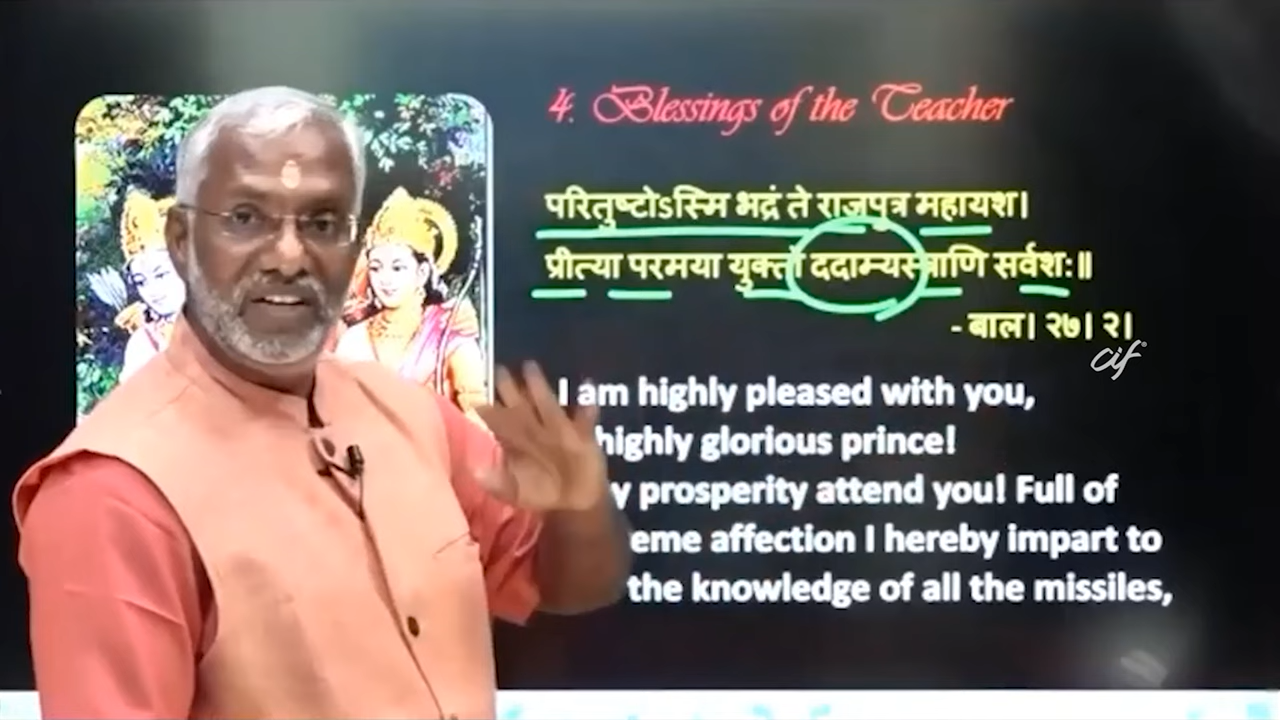 4. Blessings of the Teacher
परितुष्टोऽस्मि भद्रं ते राजपुत्र महायश।
प्रीत्या परमया युक्तो ददाम्यस्त्राणि सर्वशः॥
- बाल। २७। २।
cif
I am highly pleased with you,
highly glorious prince!
prosperity attend you! Full of
affection I hereby impart to
the knowledge of all the missiles,